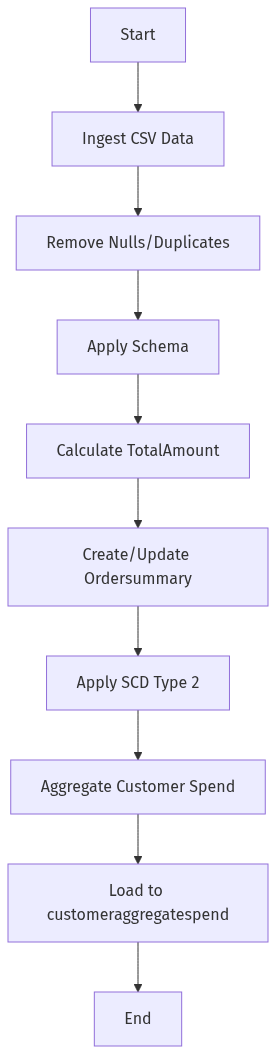 Start
Ingest CSV Data
Remove Nulls/Duplicates
Apply Schema
Calculate TotalAmount
Create/Update
Ordersummary
Apply SCD Type 2
Aggregate Customer Spend
Load to
customeraggregatespend
End